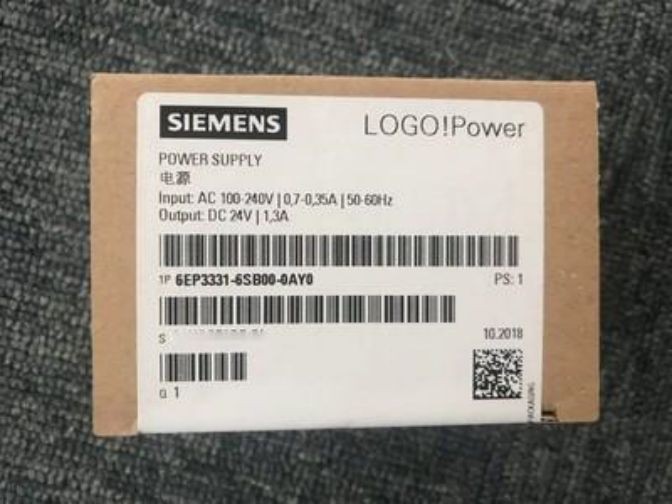 SIEMENS
LOGO!Power
POWER SUPPLY
电源
Input: AC 100-240V | 0,7-0,35A | 50-60Hz
Output: DC 24V | 1,3A
1P 6EP3331-6SB00-0AY0
PS: 1
S
10.2018
Q 1
PACKAGING